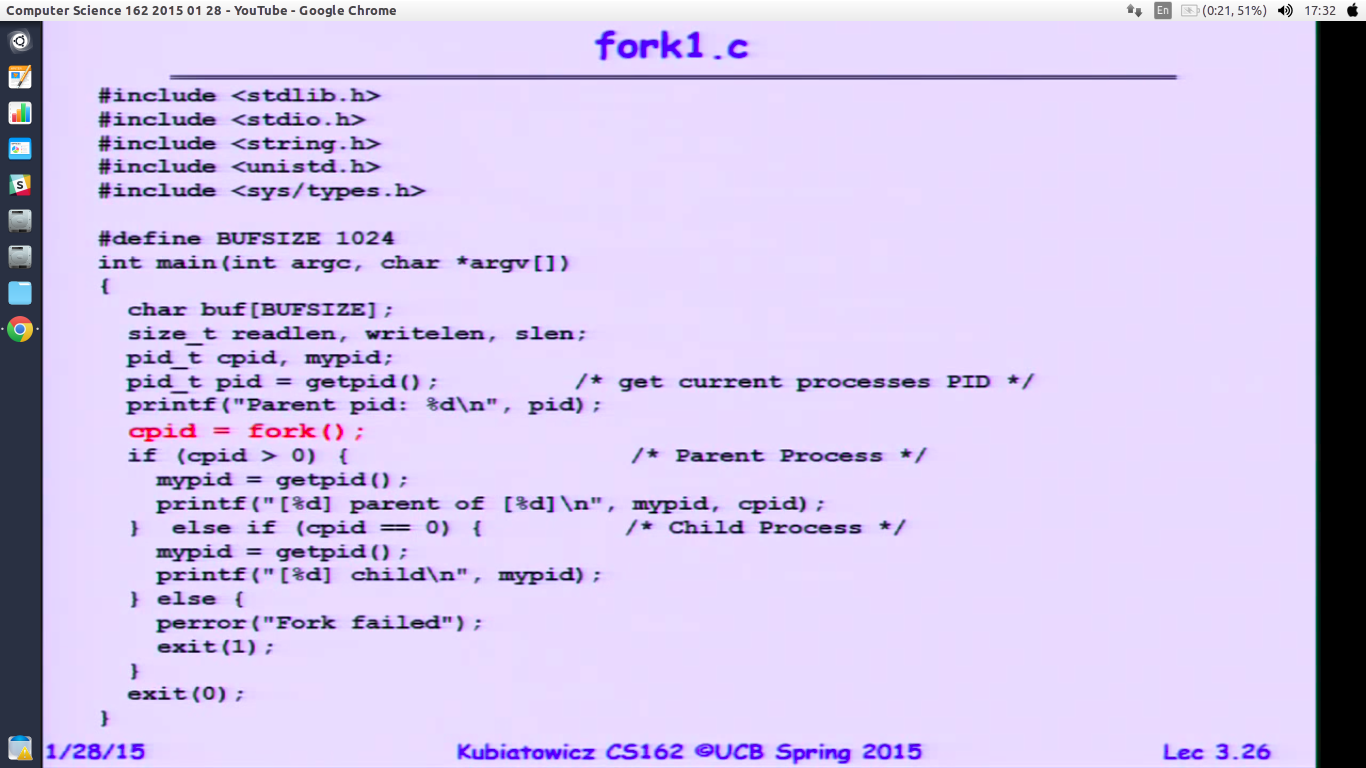 Computer Science 162 2015 01 28 - YouTube - Google Chrome
En (0:21, 51%) 17:32
fork1.c
#include <stdlib.h>
#include <stdio.h>
#include <string.h>
#include <unistd.h>
#include <sys/types.h>
#define BUFSIZE 1024
int main(int argc, char *argv[])
{
char buf[BUFSIZE];
size_t readlen, writelen, slen;
pid_t cpid, mypid;
pid_t pid = getpid(); /* get current processes PID */
printf("Parent pid: %d\n", pid);
cpid = fork();
if (cpid > 0) { /* Parent Process */
mypid = getpid();
printf("[%d] parent of [%d]\n", mypid, cpid);
} else if (cpid == 0) { /* Child Process */
mypid = getpid();
printf("[%d] child\n", mypid);
} else {
perror("Fork failed");
exit(1);
}
exit(0);
}
1/28/15 Kubiatowicz CS162 ©UCB Spring 2015 Lec 3.26